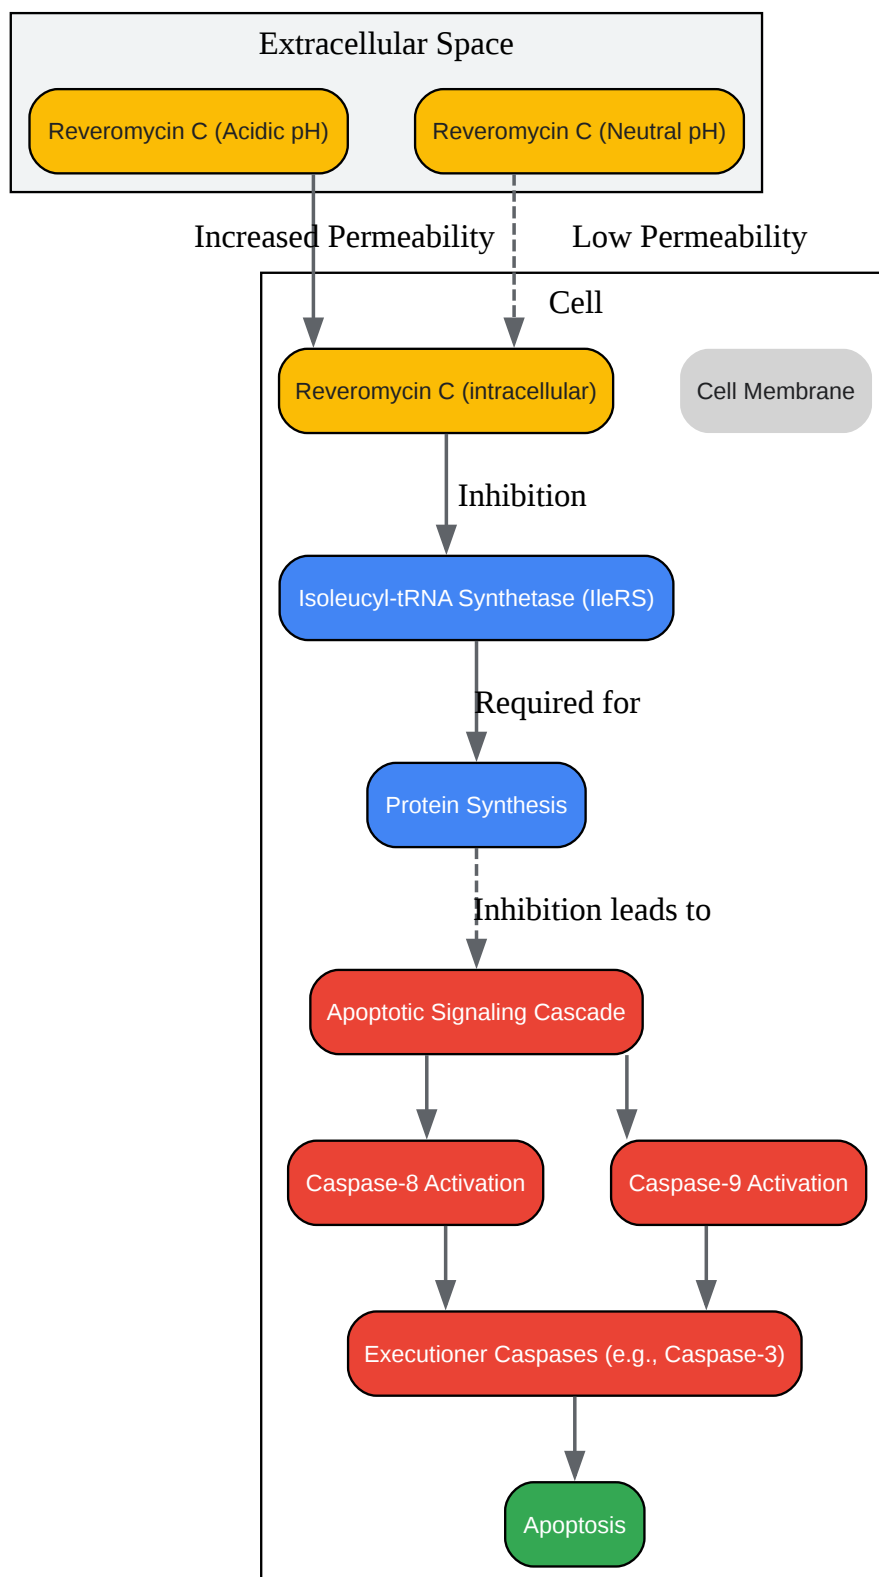 Extracellular Space
Reveromycin C (Acidic pH)
Reveromycin C (Neutral pH)
Increased Permeability
Low Permeability
Cell
Reveromycin C (intracellular)
Cell Membrane
Inhibition
Isoleucyl-tRNA Synthetase (IleRS)
Required for
Protein Synthesis
Inhibition leads to
Apoptotic Signaling Cascade
Caspase-8 Activation
Caspase-9 Activation
Executioner Caspases (e.g., Caspase-3)
Apoptosis